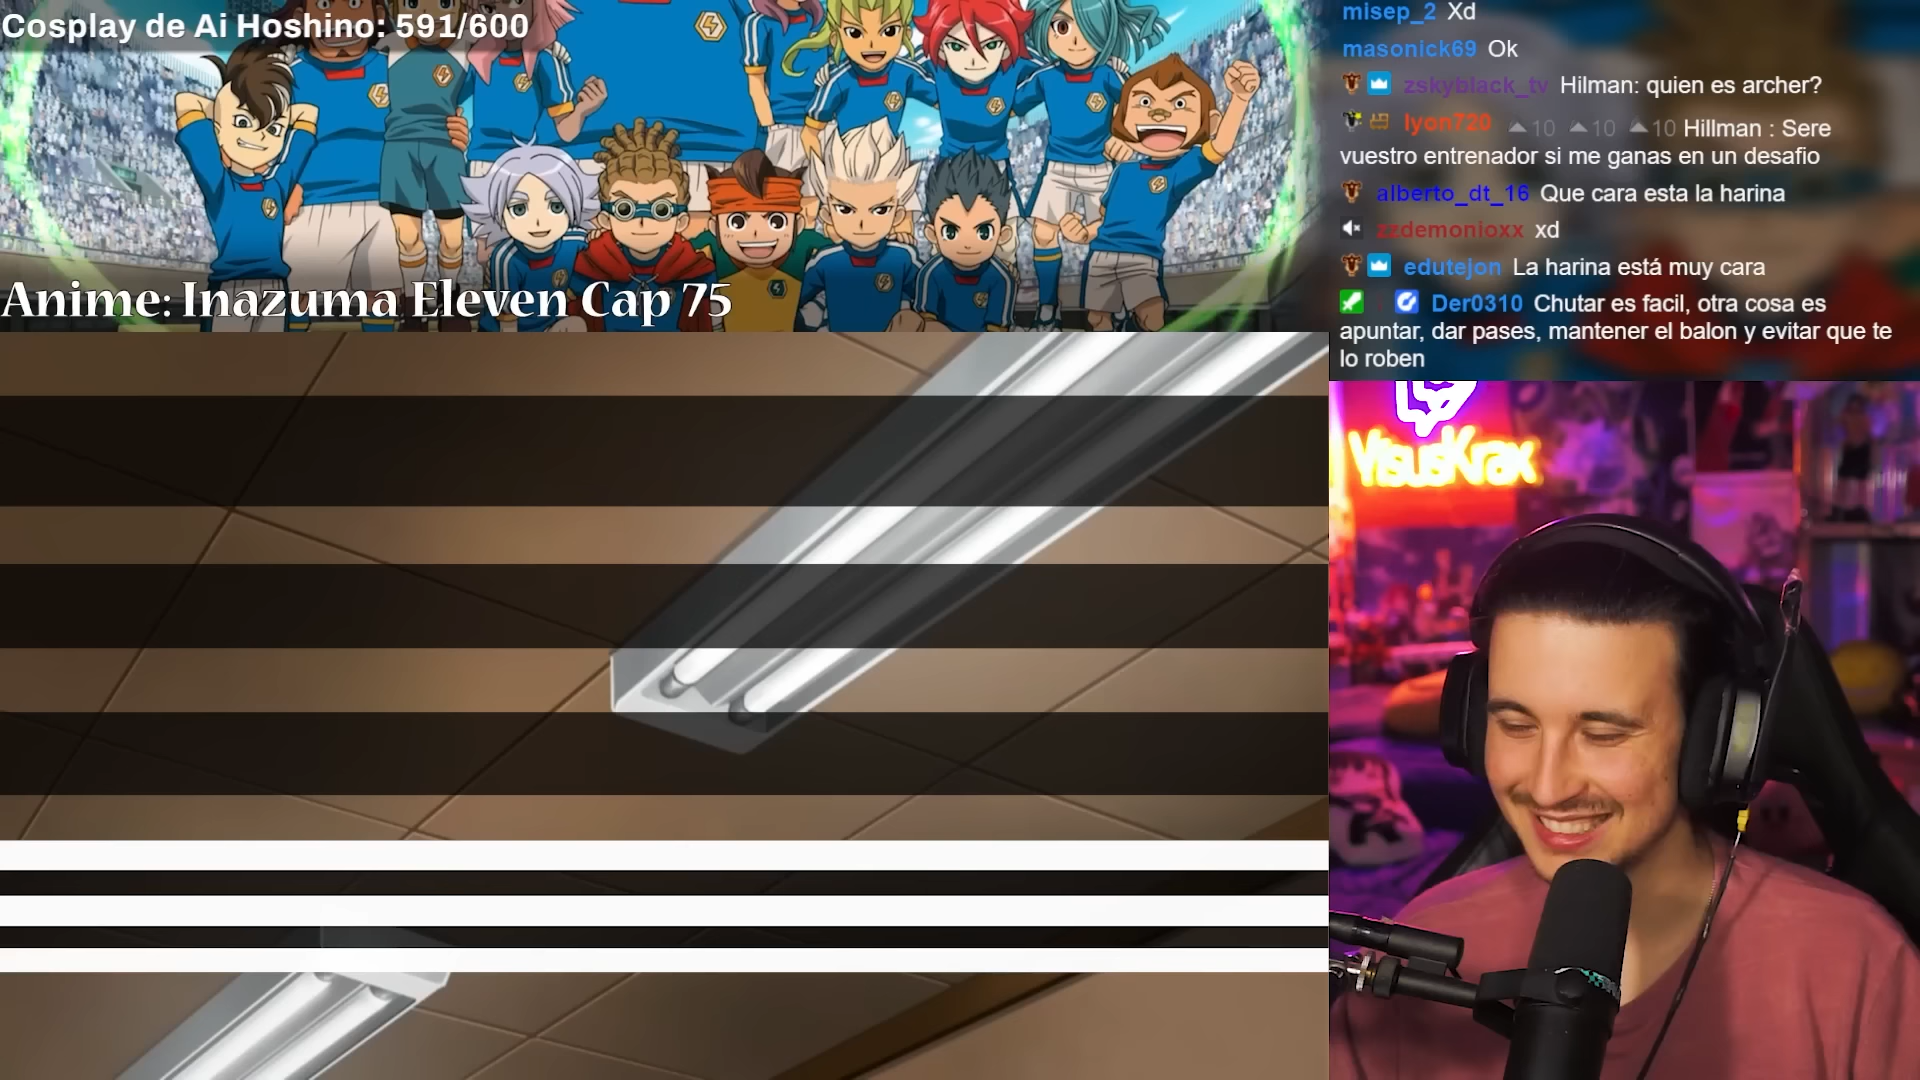 Cosplay de Ai Hoshino: 591/600
Anime: Inazuma Eleven Cap 75
misep_2 Xd
masonick69 Ok
zskyblack_tv Hilman: quien es archer?
lyon720 10 10 10 Hillman : Sere
vuestro entrenador si me ganas en un desafio
alberto_dt_16 Que cara esta la harina
zzdemonioxx xd
edutejon La harina está muy cara
Der0310 Chutar es facil, otra cosa es
apuntar, dar pases, mantener el balon y evitar que te
lo roben
VisusKrax